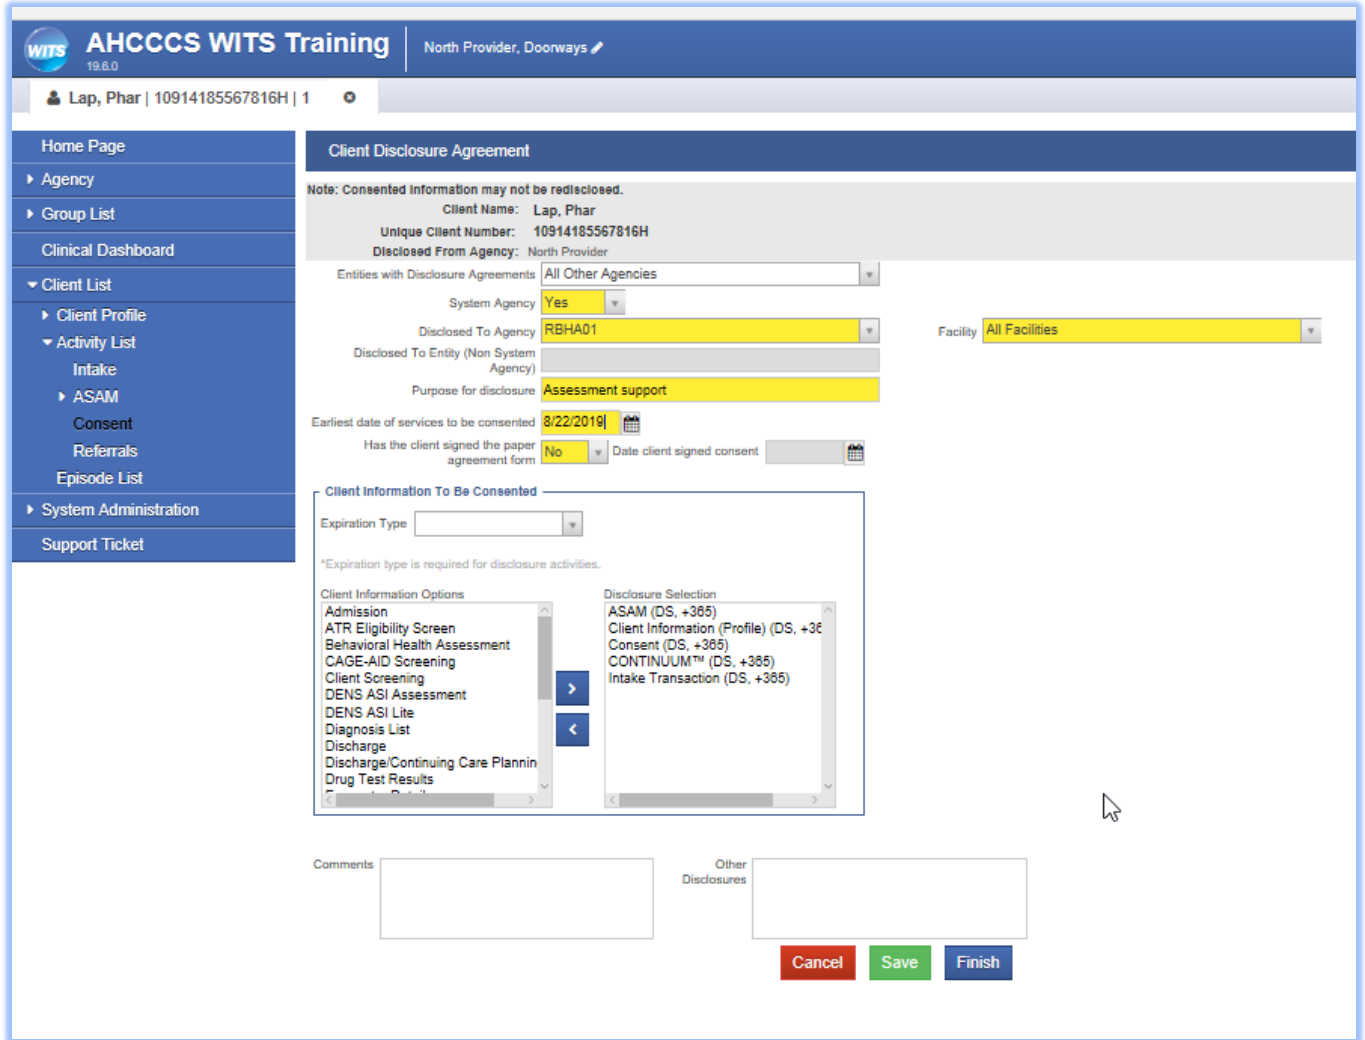 WITS
AHCCCS WITS Training
19.6.0
North Provider, Doorways
Lap, Phar | 10914185567816H | 1
Home Page
Agency
Group List
Clinical Dashboard
Client List
Client Profile
Activity List
Intake
ASAM
Consent
Referrals
Episode List
System Administration
Support Ticket
Client Disclosure Agreement
Note: Consented Information may not be redisclosed.
Client Name: Lap, Phar
Unique Client Number: 10914185567816H
Disclosed From Agency: North Provider
Entities with Disclosure Agreements All Other Agencies
System Agency Yes
Disclosed To Agency RBHA01 Facility All Facilities
Disclosed To Entity (Non System
Agency)
Purpose for disclosure Assessment support
Earliest date of services to be consented 8/22/2019
Has the client signed the paper
agreement form No Date client signed consent
Client Information To Be Consented
Expiration Type
*Expiration type is required for disclosure activities.
Client Information Options
Admission
ATR Eligibility Screen
Behavioral Health Assessment
CAGE-AID Screening
Client Screening
DENS ASI Assessment
DENS ASI Lite
Diagnosis List
Discharge
Discharge/Continuing Care Plannin
Drug Test Results
Disclosure Selection
ASAM (DS, +365)
Client Information (Profile) (DS, +36
Consent (DS, +365)
CONTINUUM™ (DS, +365)
Intake Transaction (DS, +365)
Comments
Other
Disclosures
Cancel Save Finish